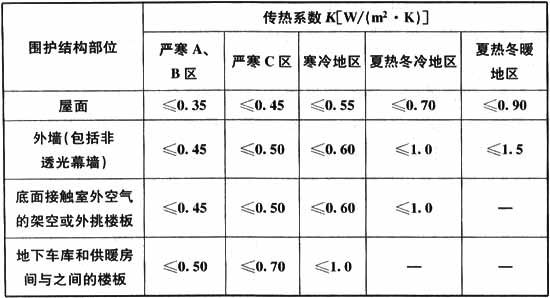 围护结构部位
传热系数K[W/(m²·K)]
严寒A、
B区
严寒C区
寒冷地区
夏热冬冷地区
夏热冬暖
地区
屋面
≤0.35
≤0.45
≤0.55
≤0.70
≤0.90
外墙(包括非
透光幕墙)
≤0.45
≤0.50
≤0.60
≤1.0
≤1.5
底面接触室外空气
的架空或外挑楼板
≤0.45
≤0.50
≤0.60
≤1.0
—
地下车库和供暖房
间与之间的楼板
≤0.50
≤0.70
≤1.0
—
—